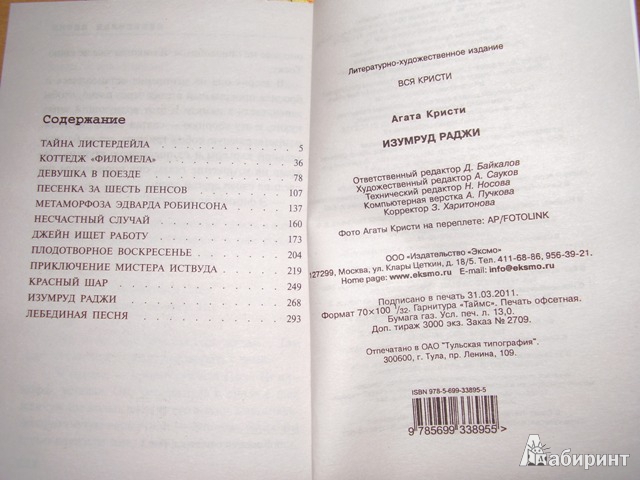 Содержание
ТАЙНА ЛИСТЕРДЕЙЛА . . . . . . . . . . . . 5
КОТТЕДЖ «ФИЛОМЕЛА» . . . . . . . . . . . . 36
ДЕВУШКА В ПОЕЗДЕ . . . . . . . . . . . . 78
ПЕСЕНКА ЗА ШЕСТЬ ПЕНСОВ . . . . . . . . . 107
МЕТАМОРФОЗА ЭДВАРДА РОБИНСОНА . . . . . 137
НЕСЧАСТНЫЙ СЛУЧАЙ . . . . . . . . . . . 160
ДЖЕЙН ИЩЕТ РАБОТУ . . . . . . . . . . . 173
ПЛОДОТВОРНОЕ ВОСКРЕСЕНЬЕ . . . . . . . . 204
ПРИКЛЮЧЕНИЕ МИСТЕРА ИСТВУДА . . . . . . 219
КРАСНЫЙ ШАР . . . . . . . . . . . . . . 249
ИЗУМРУД РАДЖИ . . . . . . . . . . . . . 268
ЛЕБЕДИНАЯ ПЕСНЯ . . . . . . . . . . . . 293
Литературно-художественное издание
ВСЯ КРИСТИ
Агата Кристи
ИЗУМРУД РАДЖИ
Ответственный редактор Д. Байкалов
Художественный редактор А. Сауков
Технический редактор Н. Носова
Компьютерная верстка А. Пучкова
Корректор З. Харитонова
Фото Агаты Кристи на переплете: AP/FOTOLINK
ООО «Издательство «Эксмо»
127299, Москва, ул. Клары Цеткин, д. 18/5. Тел. 411-68-86, 956-39-21.
Home page: www.eksmo.ru E-mail: info@eksmo.ru
Подписано в печать 31.03.2011.
Формат 70×100 1/32. Гарнитура «Таймс». Печать офсетная.
Бумага газ. Усл. печ. л. 13,0.
Доп. тираж 3000 экз. Заказ № 2709.
Отпечатано в ОАО "Тульская типография".
300600, г. Тула, пр. Ленина, 109.
ISBN 978-5-699-33895-5
9 785699 338955 >
Лабиринт